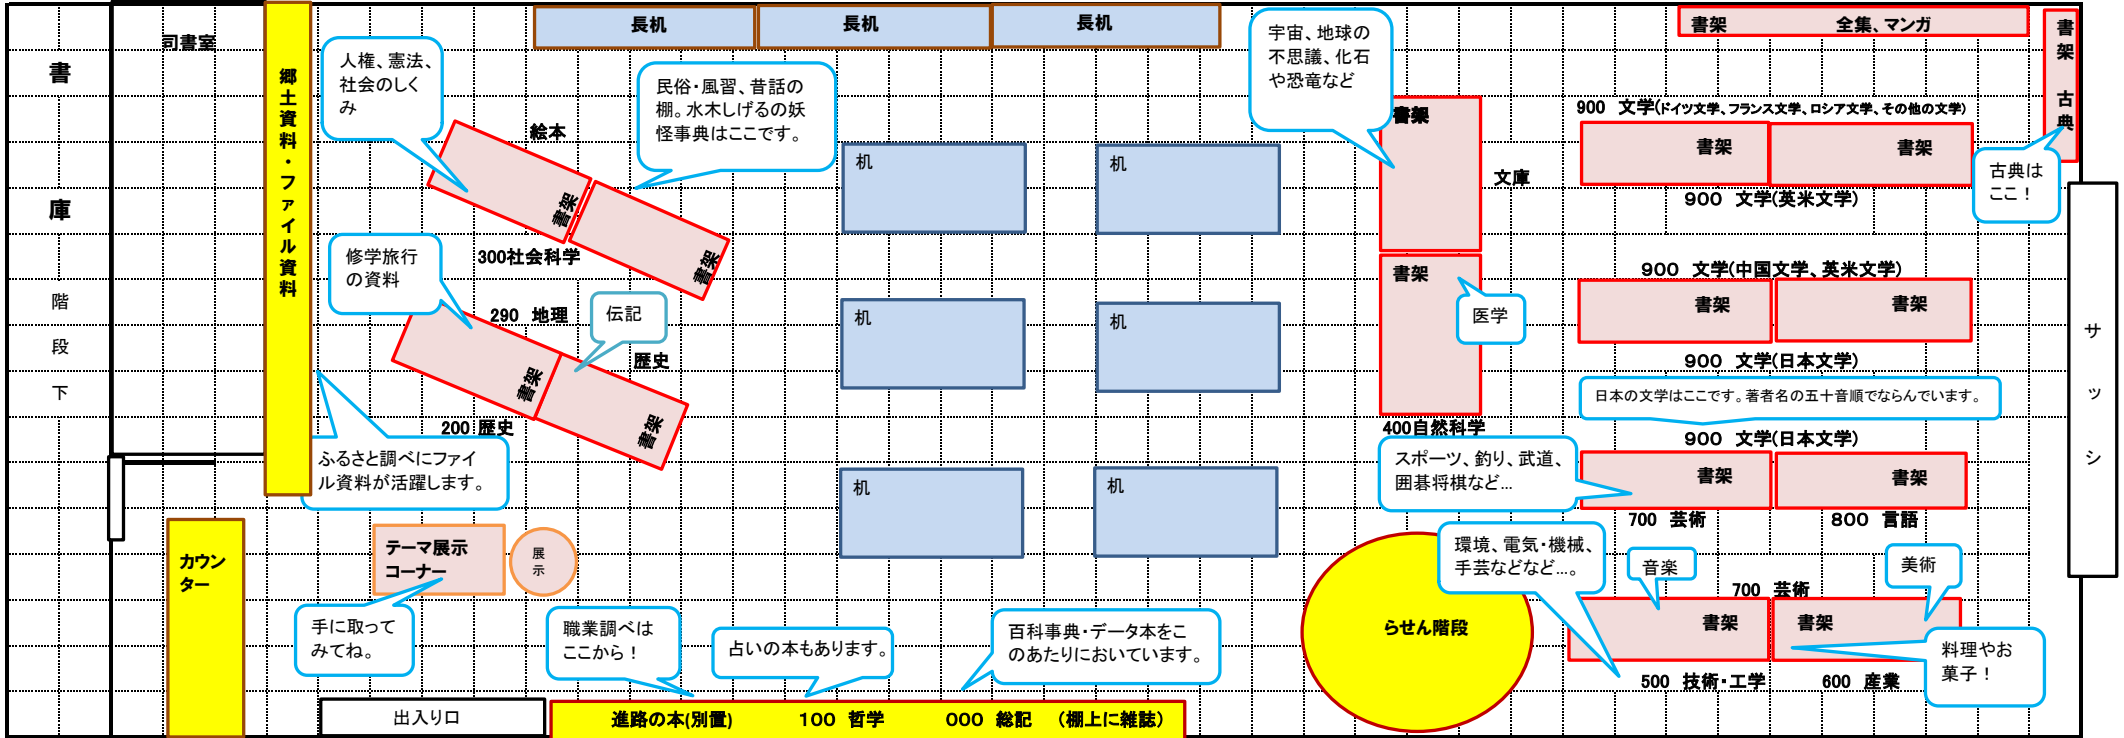 書
庫
階
段
下
司書室
郷土資料・ファイル資料
人権、憲法、
社会のしく
み
長机
長机
長机
民俗・風習、昔話の
棚。水木しげるの妖
怪事典はここです。
絵本
書架
書架
300社会科学
修学旅行
の資料
290 地理
伝記
歴史
書架
書架
200 歴史
ふるさと調べにファイ
ル資料が活躍します。
机
机
机
机
机
机
宇宙、地球の
不思議、化石
や恐竜など
書架
文庫
書架
医学
400自然科学
書架 全集、マンガ
書架 古典
古典は
ここ！
900 文学(ドイツ文学、フランス文学、ロシア文学、その他の文学)
書架
書架
900 文学(英米文学)
900 文学(中国文学、英米文学)
書架
書架
900 文学(日本文学)
日本の文学はここです。著者名の五十音順でならんでいます。
900 文学(日本文学)
スポーツ、釣り、武道、
囲碁将棋など…
書架
書架
700 芸術
800 言語
サッシ
環境、電気・機械、
手芸などなど…。
音楽
美術
700 芸術
書架
書架
料理やお
菓子！
500 技術・工学
600 産業
らせん階段
カウン
ター
テーマ展示
コーナー
展
示
手に取って
みてね。
職業調べは
ここから！
占いの本もあります。
百科事典・データ本をこ
のあたりにおいています。
出入り口
進路の本(別置) 100 哲学 000 総記 (棚上に雑誌)